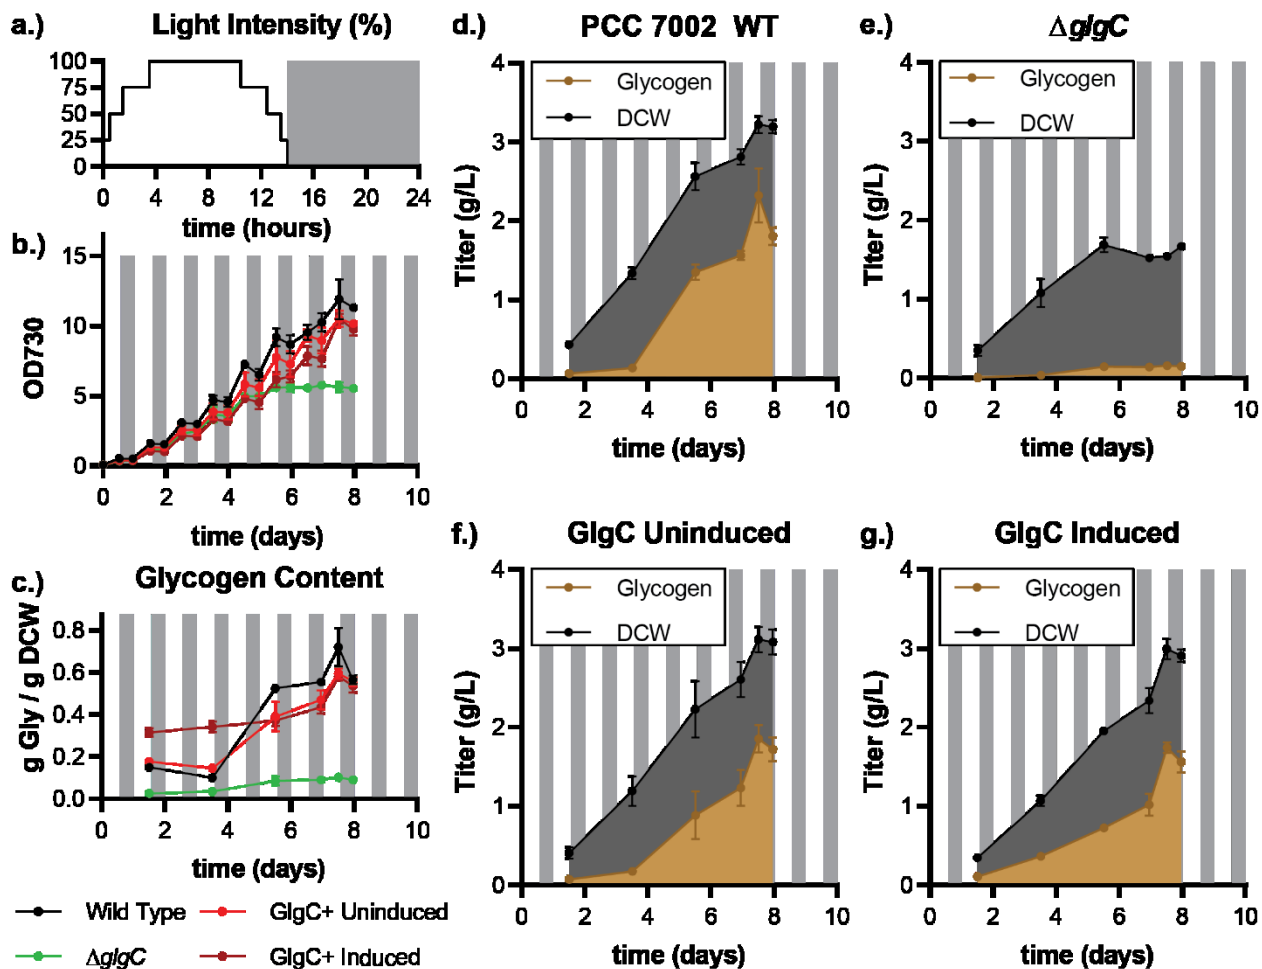 a.) Light Intensity (%)
100
75
50
25
0
0 4 8 12 16 20 24
time (hours)
b.)
15
10
5
0
OD730
0 2 4 6 8 10
time (days)
c.) Glycogen Content
0.8
0.6
0.4
0.2
0.0
g Gly / g DCW
0 2 4 6 8 10
time (days)
Wild Type
GlgC+ Uninduced
ΔglgC
GlgC+ Induced
d.) PCC 7002 WT
Glycogen
DCW
4
3
2
1
0
Titer (g/L)
0 2 4 6 8 10
time (days)
e.) ΔglgC
Glycogen
DCW
4
3
2
1
0
Titer (g/L)
0 2 4 6 8 10
time (days)
f.) GlgC Uninduced
Glycogen
DCW
4
3
2
1
0
Titer (g/L)
0 2 4 6 8 10
time (days)
g.) GlgC Induced
Glycogen
DCW
4
3
2
1
0
Titer (g/L)
0 2 4 6 8 10
time (days)